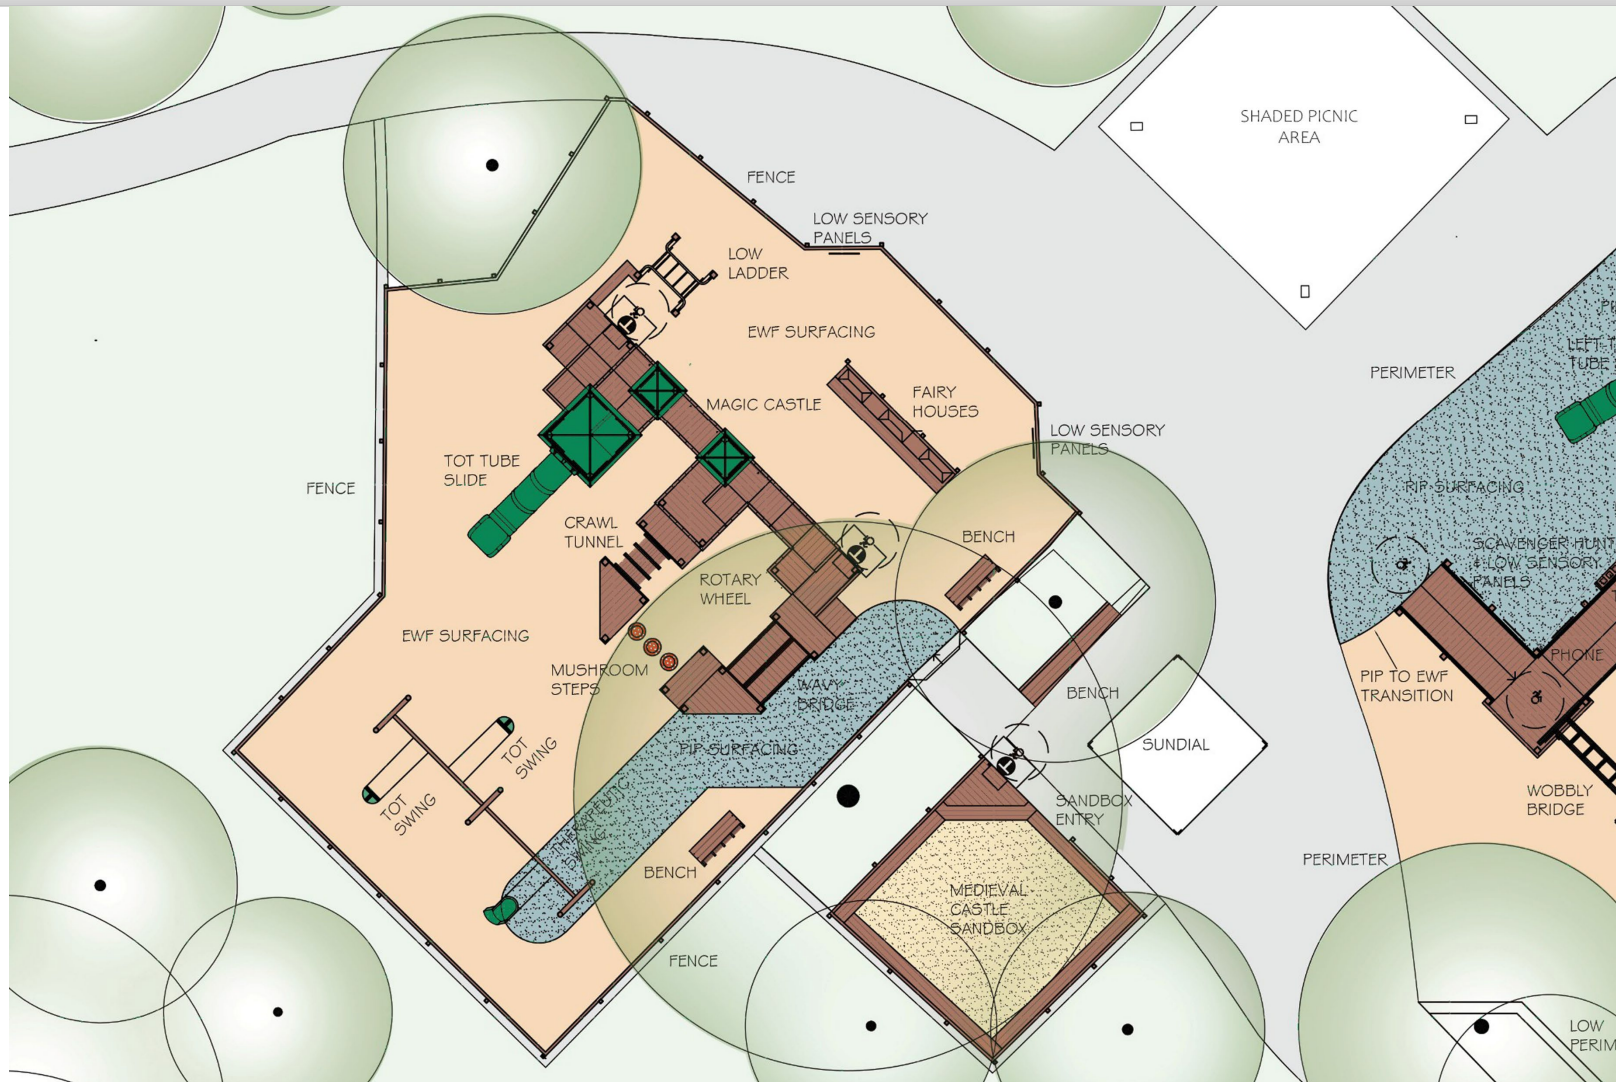 SHADED PICNIC
AREA
FENCE
LOW SENSORY
PANELS
LOW
LADDER
EWF SURFACING
PERIMETER
FAIRY
HOUSES
MAGIC CASTLE
LOW SENSORY
PANELS
TOT TUBE
SLIDE
FENCE
PIP SURFACING
CRAWL
TUNNEL
BENCH
ROTARY
WHEEL
SCAVENGER HUNT
& LOW SENSORY
PANELS
EWF SURFACING
PHONE
MUSHROOM
STEPS
WAVY
BRIDGE
BENCH
PIP TO EWF
TRANSITION
PIP SURFACING
SUNDIAL
TOT
SWING
TOT
SWING
THERAPEUTIC
SWING
SANDBOX
ENTRY
WOBBLY
BRIDGE
BENCH
PERIMETER
MEDIEVAL
CASTLE
SANDBOX
FENCE
LOW